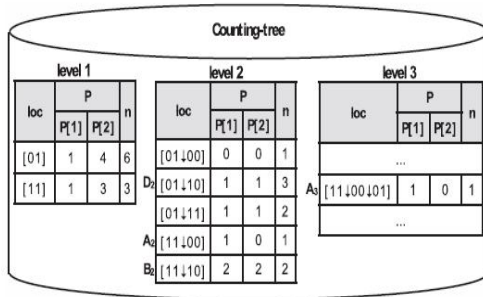 Counting-tree
level 1
loc P n
P[1] P[2]
[01] 1 4 6
[11] 1 3 3
level 2
loc P n
P[1] P[2]
[01↓00] 0 0 1
D₂ [01↓10] 1 1 3
[01↓11] 1 1 2
A₂ [11↓00] 1 0 1
B₂ [11↓10] 2 2 2
level 3
loc P n
P[1] P[2]
...
A₃ [11↓00↓01] 1 0 1
...